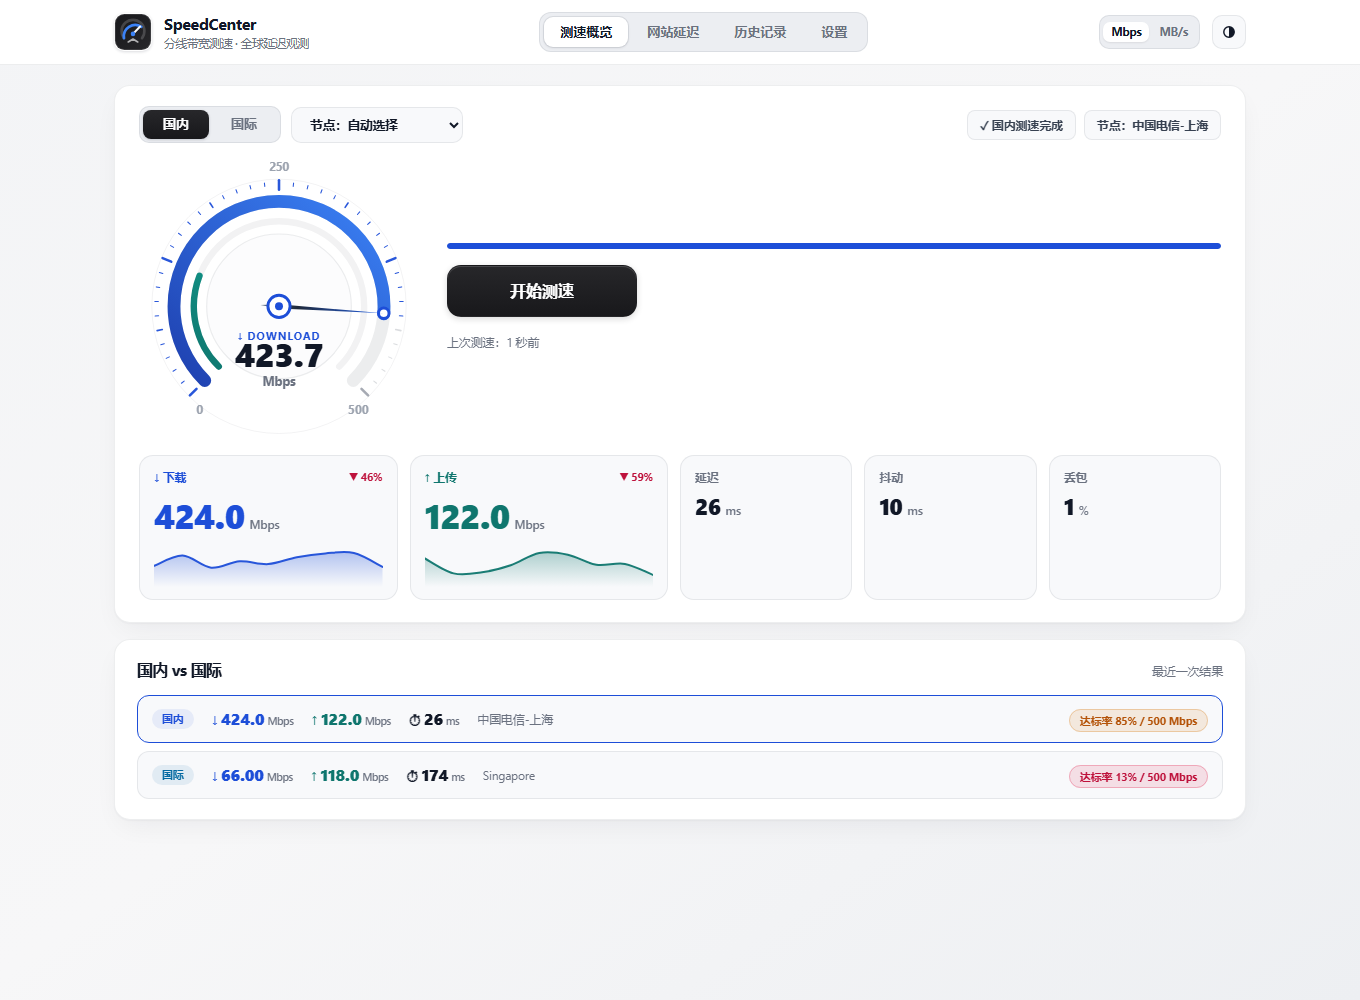 SpeedCenter
分线带宽测速 · 全球延迟观测
测速概览 网站延迟 历史记录 设置
Mbps MB/s
国内 国际 节点：自动选择
✓ 国内测速完成 节点：中国电信-上海
250
↓ DOWNLOAD
423.7
Mbps
0 500
开始测速
上次测速：1 秒前
↓ 下载 ▼ 46%
424.0 Mbps
↑ 上传 ▼ 59%
122.0 Mbps
延迟
26 ms
抖动
10 ms
丢包
1 %
国内 vs 国际 最近一次结果
国内 ↓ 424.0 Mbps ↑ 122.0 Mbps ⏱ 26 ms 中国电信-上海 达标率 85% / 500 Mbps
国际 ↓ 66.00 Mbps ↑ 118.0 Mbps ⏱ 174 ms Singapore 达标率 13% / 500 Mbps